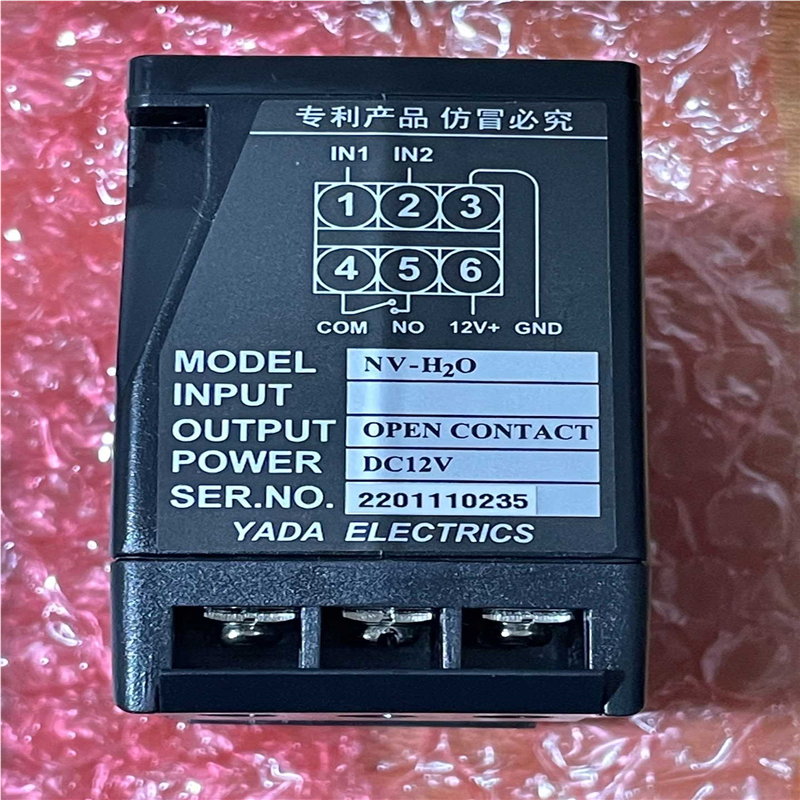 专利产品 仿冒必究
IN1 IN2
1 2 3
4 5 6
COM NO 12V+ GND
MODEL NV-H₂O
INPUT
OUTPUT OPEN CONTACT
POWER DC12V
SER.NO. 2201110235
YADA ELECTRICS